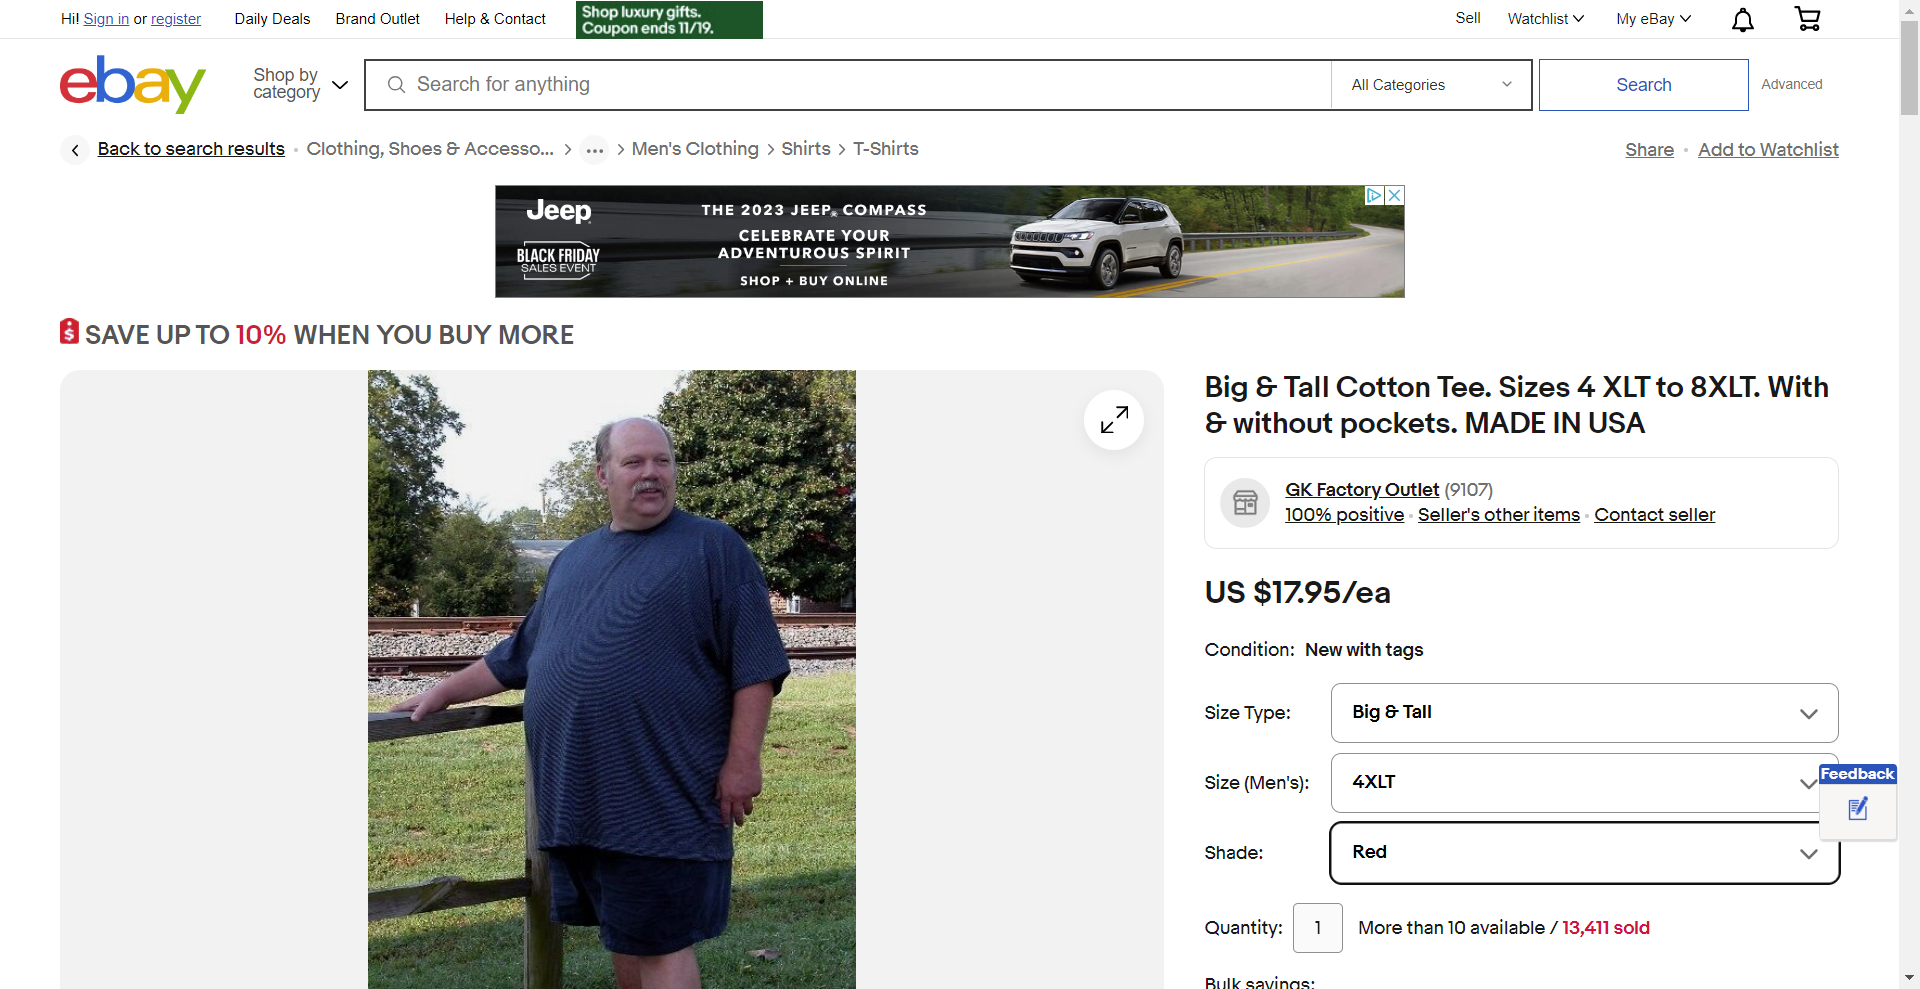 Hi! Sign in or register
Daily Deals
Brand Outlet
Help & Contact
Shop luxury gifts.
Coupon ends 11/19.
Sell
Watchlist
My eBay
ebay
Shop by
category
Search for anything
All Categories
Search
Advanced
Back to search results
Clothing, Shoes & Accesso...
...
Men's Clothing
Shirts
T-Shirts
Share
Add to Watchlist
Jeep
BLACK FRIDAY
SALES EVENT
THE 2023 JEEP® COMPASS
CELEBRATE YOUR
ADVENTUROUS SPIRIT
SHOP + BUY ONLINE
SAVE UP TO 10% WHEN YOU BUY MORE
Big & Tall Cotton Tee. Sizes 4 XLT to 8XLT. With
& without pockets. MADE IN USA
GK Factory Outlet (9107)
100% positive · Seller's other items · Contact seller
US $17.95/ea
Condition: New with tags
Size Type: Big & Tall
Size (Men's): 4XLT
Feedback
Shade: Red
Quantity: 1 More than 10 available / 13,411 sold
Bulk savings: